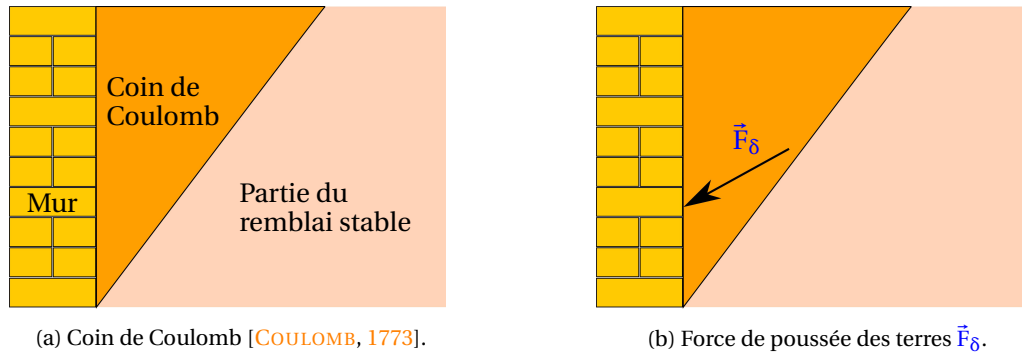 Coin de
Coulomb
Mur
Partie du
remblai stable
F⃗δ
(a) Coin de Coulomb [COULOMB, 1773].
(b) Force de poussée des terres F⃗δ.